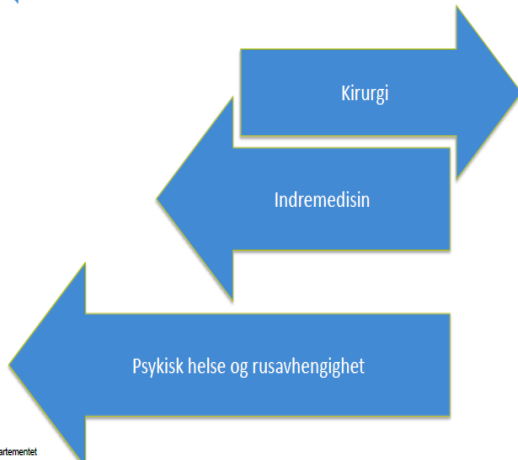 Kirurgi
Indremedisin
Psykisk helse og rusavhengighet
artementet